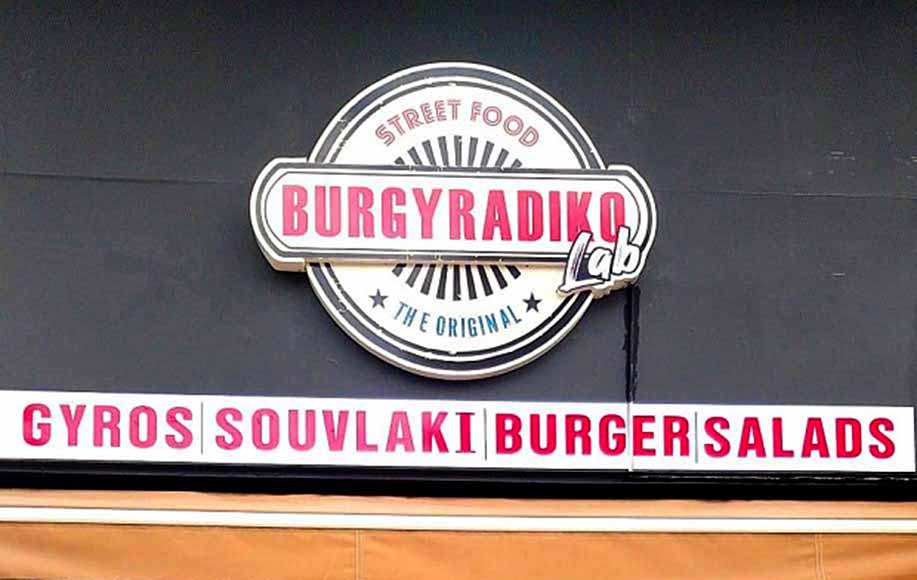 STREET FOOD
BURGYRADIKO
Lab
THE ORIGINAL
GYROS SOUVLAKI BURGER SALADS